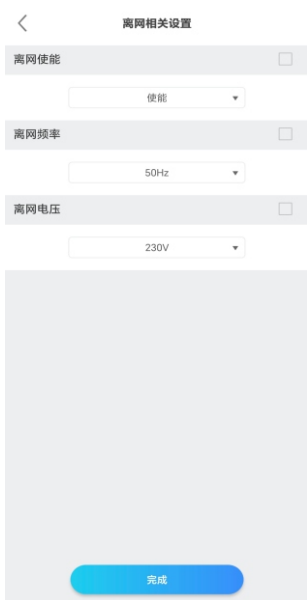 离网相关设置
离网使能
使能
离网频率
50Hz
离网电压
230V
完成